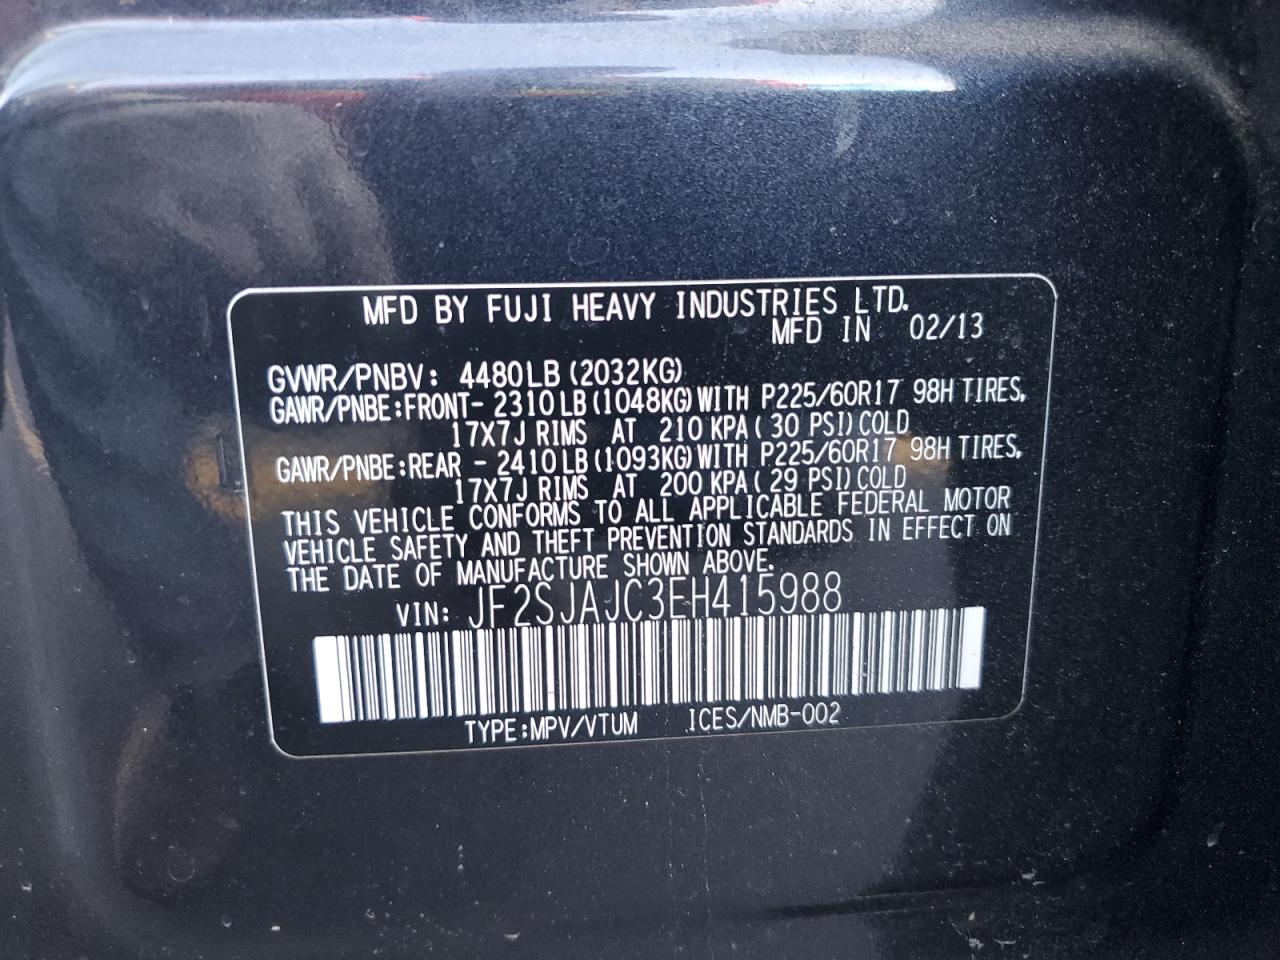 MFD BY FUJI HEAVY INDUSTRIES LTD.
MFD IN 02/13
GVWR/PNBV: 4480LB(2032KG)
GAWR/PNBE:FRONT- 2310LB(1048KG)WITH P225/60R17 98H TIRES.
17X7J RIMS AT 210 KPA(30 PSI)COLD
GAWR/PNBE:REAR - 2410LB(1093KG)WITH P225/60R17 98H TIRES.
17X7J RIMS AT 200 KPA(29 PSI)COLD
THIS VEHICLE CONFORMS TO ALL APPLICABLE FEDERAL MOTOR
VEHICLE SAFETY AND THEFT PREVENTION STANDARDS IN EFFECT ON
THE DATE OF MANUFACTURE SHOWN ABOVE.
VIN: JF2SJAJC3EH415988
TYPE:MPV/VTUM ICES/NMB-002